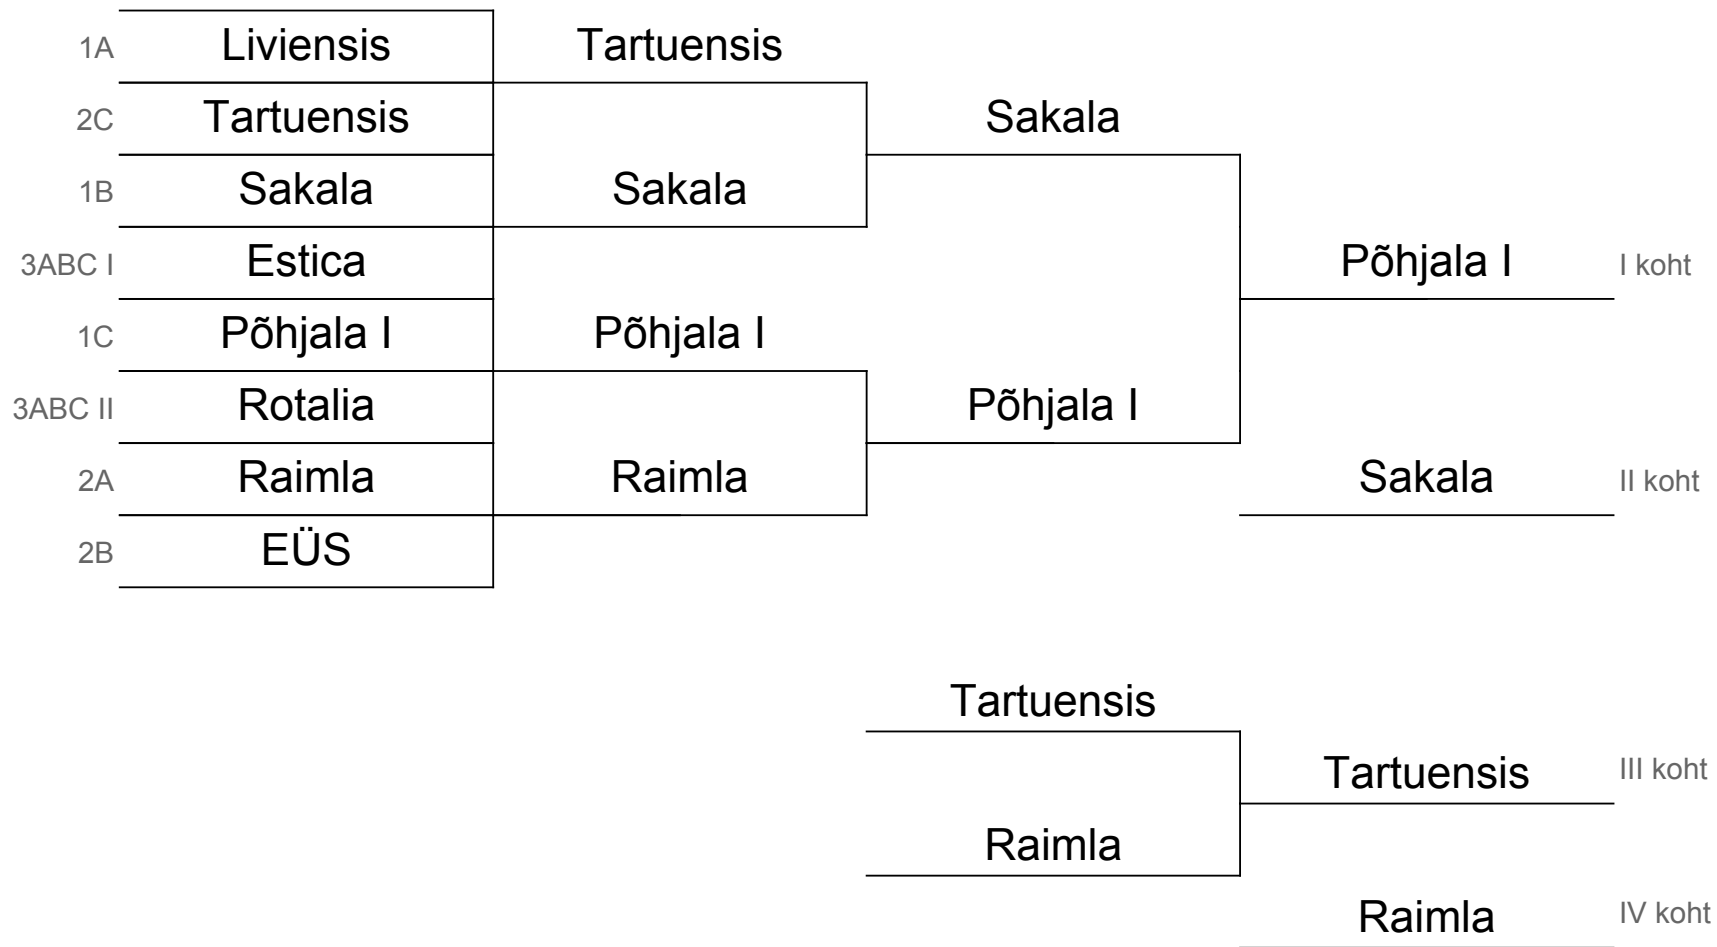 1A Liviensis Tartuensis
2C Tartuensis Sakala
1B Sakala Sakala
3ABC I Estica Põhjala I I koht
1C Põhjala I Põhjala I
3ABC II Rotalia Põhjala I
2A Raimla Raimla Sakala II koht
2B EÜS
Tartuensis
Tartuensis III koht
Raimla
Raimla IV koht